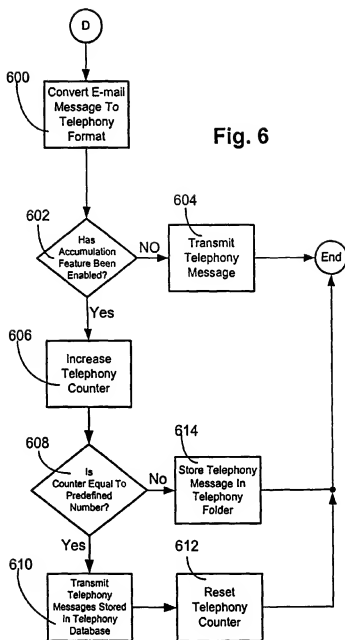 D
600
Convert E-mail
Message To
Telephony
Format
Fig. 6
602
Has
Accumulation
Feature Been
Enabled?
NO
604
Transmit
Telephony
Message
End
Yes
606
Increase
Telephony
Counter
608
Is
Counter Equal To
Predefined
Number?
No
614
Store Telephony
Message In
Telephony
Folder
Yes
610
Transmit
Telephony
Messages Stored
In Telephony
Database
612
Reset
Telephony
Counter